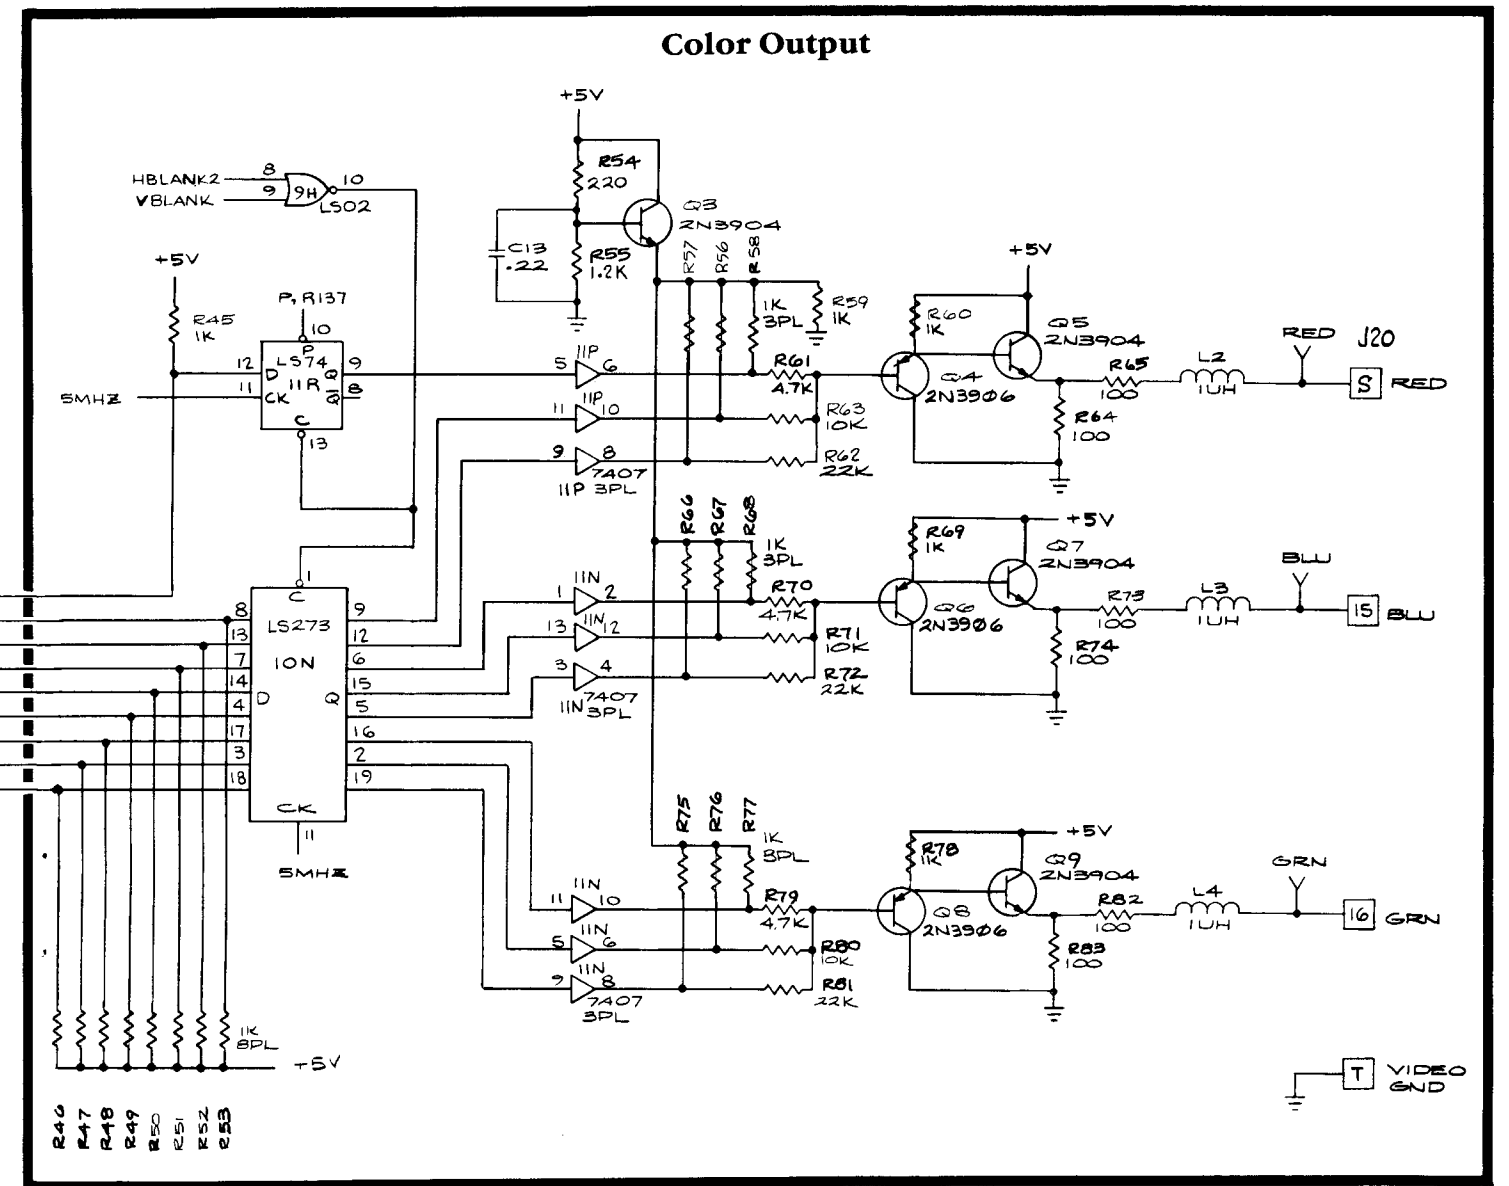 Color Output
+5V
R54
220
HBLANK2
8
VBLANK
9
9H
10
LS02
Q3
2N3904
C13
.22
R55
1.2K
R57
R56
R58
1K
3PL
R59
1K
+5V
R45
1K
P, R137
10
P
LS74
12
D
Q
9
11
11R
CK
Q
8
5MHZ
C
13
11P
5
6
R61
4.7K
11P
11
10
R63
10K
9
8
7407
11P 3PL
R62
22K
+5V
R60
1K
Q5
2N3904
Q4
2N3906
R65
100
R64
100
L2
1UH
RED
J20
S
RED
R66
R67
R68
1K
3PL
11N
1
2
R70
4.7K
11N
13
12
R71
10K
3
4
7407
11N 3PL
R72
22K
+5V
R69
1K
Q7
2N3904
Q6
2N3906
R73
100
R74
100
L3
1UH
BLU
15
BLU
1
C
LS273
10N
D
Q
CK
8
13
7
14
4
17
3
18
9
12
6
15
5
16
2
19
11
5MHZ
R75
R76
R77
1K
3PL
11N
11
10
R79
4.7K
11N
5
6
R80
10K
11N
9
8
7407
3PL
R81
22K
+5V
R78
1K
Q9
2N3904
Q8
2N3906
R82
100
R83
100
L4
1UH
GRN
16
GRN
1K
8PL
+5V
R46
R47
R48
R49
R50
R51
R52
R53
T
VIDEO
GND